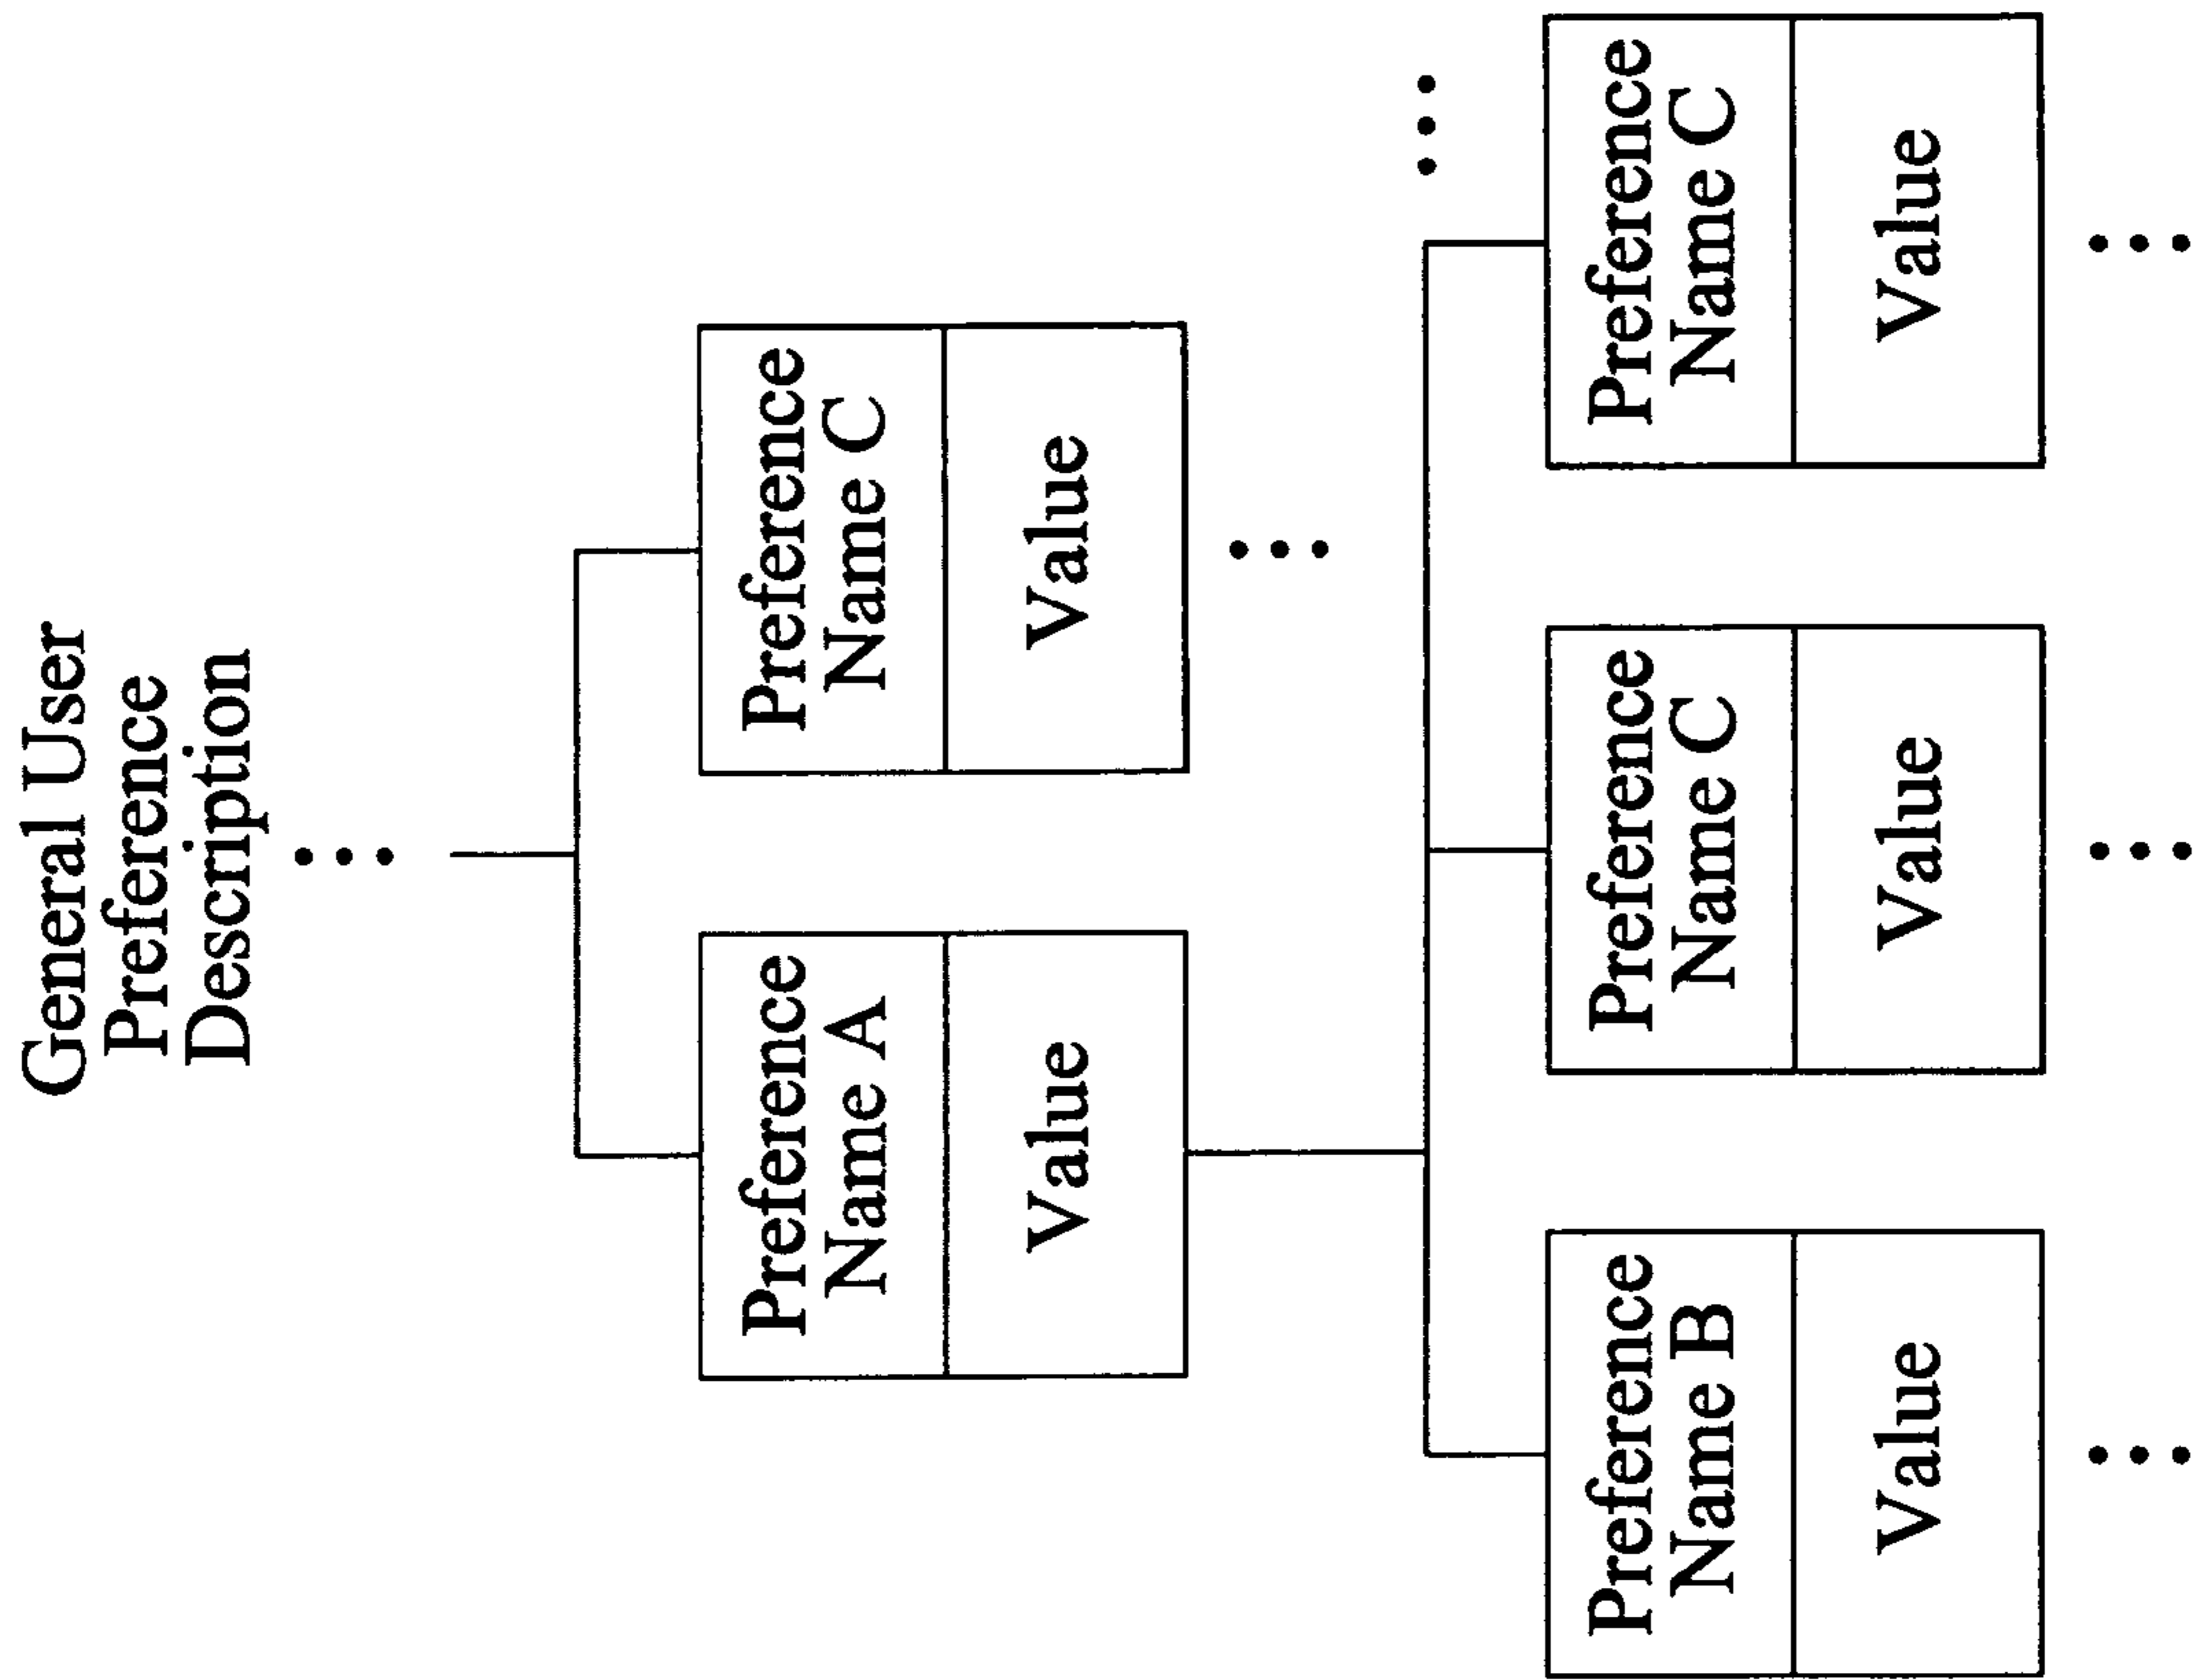 General User
Preference
Description
Preference
Name A
Value
Preference
Name C
Value
Preference
Name B
Value
Preference
Name C
Value
Preference
Name C
Value